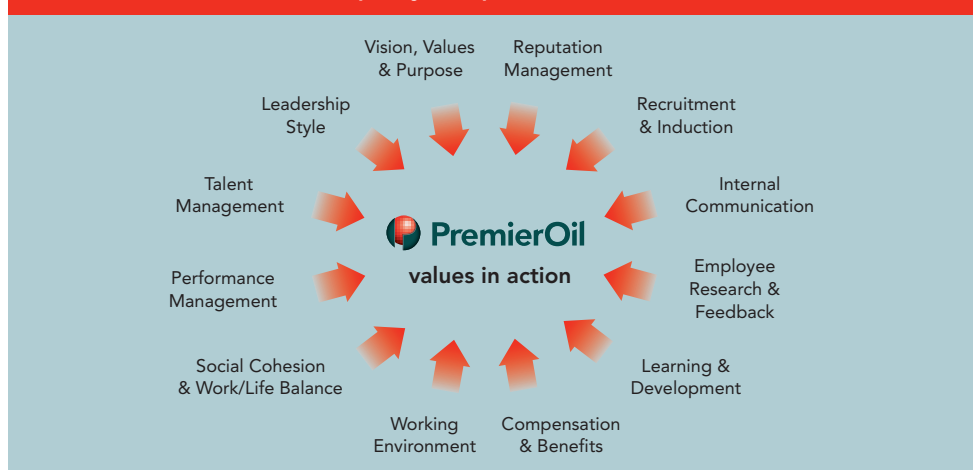 Vision, Values
& Purpose
Reputation
Management
Recruitment
& Induction
Internal
Communication
Employee
Research &
Feedback
Learning &
Development
Compensation
& Benefits
Working
Environment
Social Cohesion
& Work/Life Balance
Performance
Management
Talent
Management
Leadership
Style
PremierOil
values in action